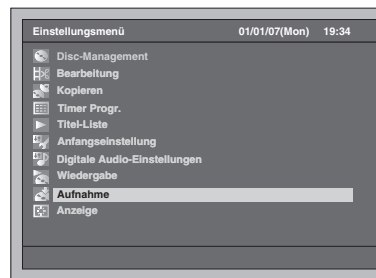 Einstellungsmenü 01/01/07(Mon) 19:34
Disc-Management
Bearbeitung
Kopieren
Timer Progr.
Titel-Liste
Anfangseinstellung
Digitale Audio-Einstellungen
Wiedergabe
Aufnahme
Anzeige